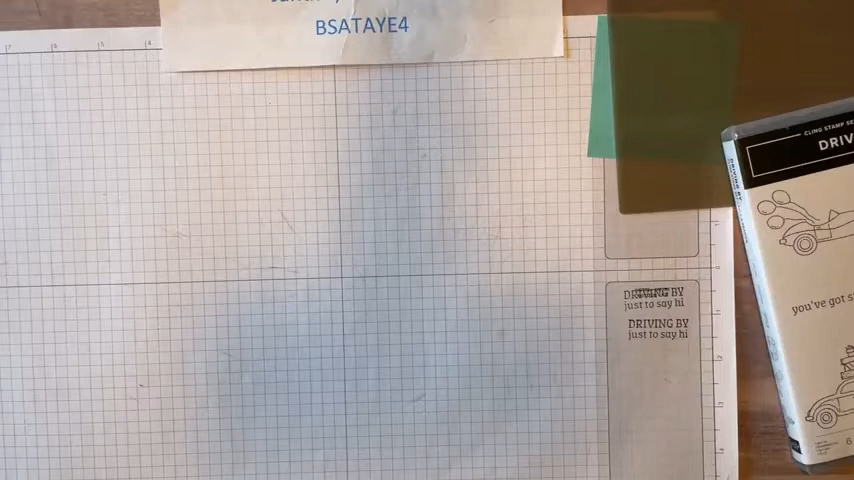 BSATAYE4
CLING STAMP SE
DRIV
you've got s
DRIVING BY
just to say hi
DRIVING BY
just to say hi